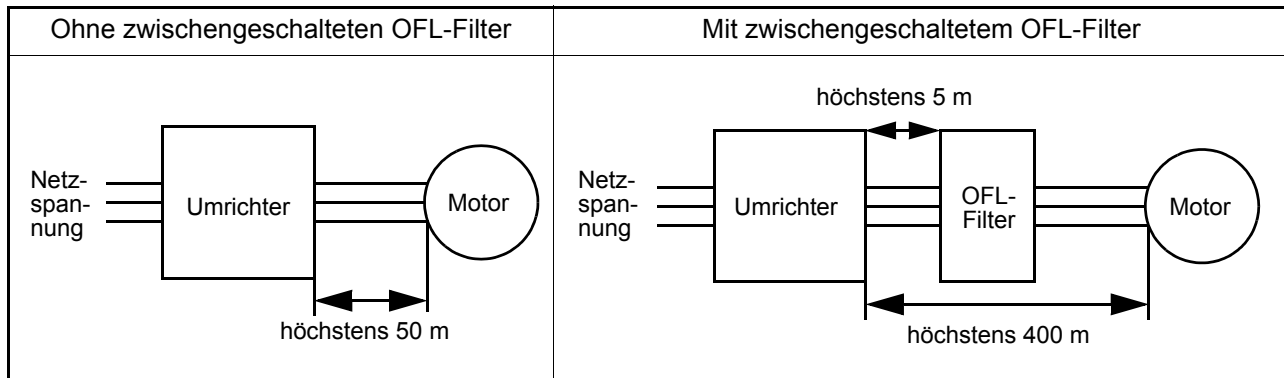 Ohne zwischengeschalteten OFL-Filter
Netz-
span-
nung
Umrichter
Motor
höchstens 50 m
Mit zwischengeschaltetem OFL-Filter
höchstens 5 m
Netz-
span-
nung
Umrichter
OFL-
Filter
Motor
höchstens 400 m